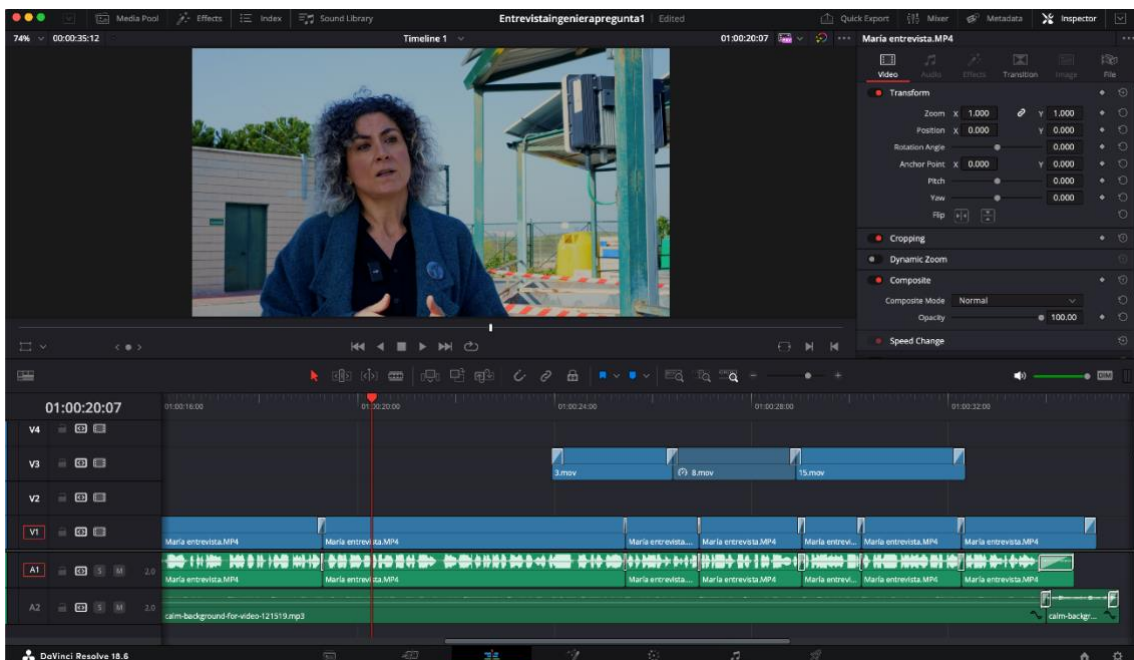 Media Pool Effects Index Sound Library Entrevistaingenierapregunta1 Edited Quick Export Mixer Metadata Inspector
74% 00:00:35:12 Timeline 1 01:00:20:07 María entrevista.MP4
Video Audio Effects Transition Image File
Transform
Zoom X 1.000 Y 1.000
Position X 0.000 Y 0.000
Rotation Angle 0.000
Anchor Point X 0.000 Y 0.000
Pitch 0.000
Yaw 0.000
Flip
Cropping
Dynamic Zoom
Composite
Composite Mode Normal
Opacity 100.00
Speed Change
DIM
01:00:20:07 01:00:16:00 01:00:20:00 01:00:24:00 01:00:28:00 01:00:32:00
V4
V3 3.mov 8.mov 15.mov
V2
V1 María entrevista.MP4 María entrevista.MP4 María entrevista.... María entrevista.MP4 María entrevi... María entrevista.MP4 María entrevista.MP4
A1 S M 2.0 María entrevista.MP4 María entrevista.MP4 María entrevista.... María entrevista.MP4 María entrevi... María entrevista.MP4 María entrevista.MP4
A2 S M 2.0 calm-background-for-video-121519.mp3 calm-backgr...
DaVinci Resolve 18.6